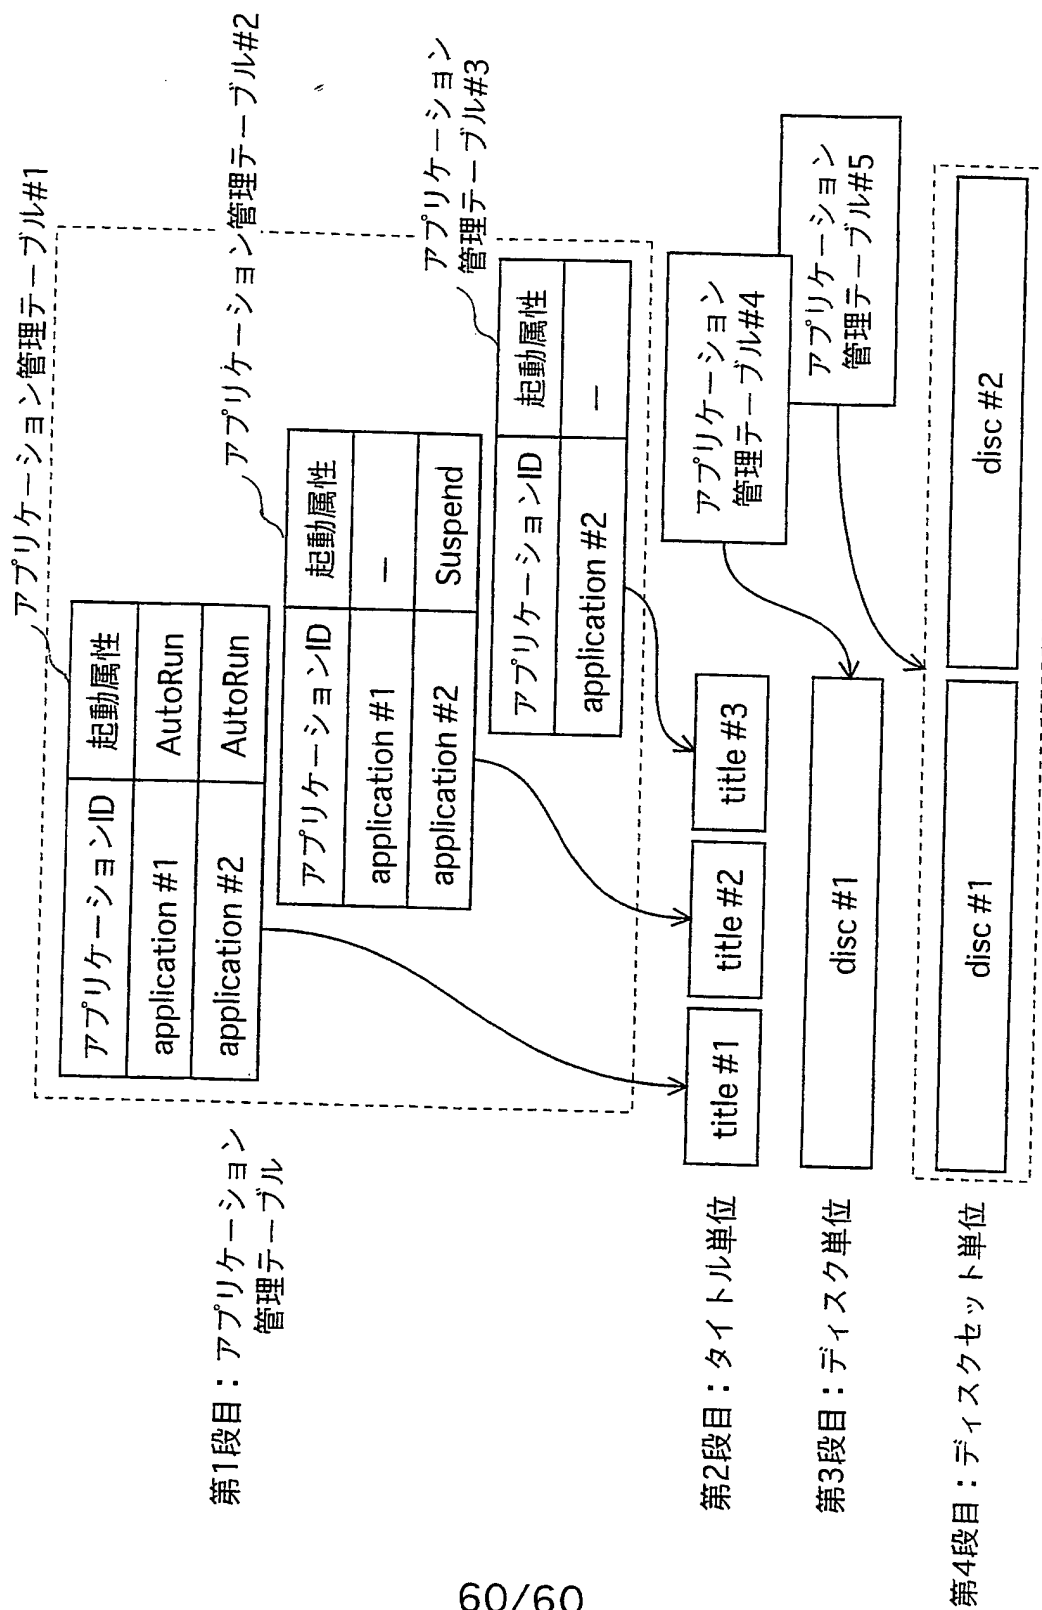 アプリケーション管理テーブル#1
アプリケーション管理テーブル#2
アプリケーション
管理テーブル#3
第1段目：アプリケーション
管理テーブル
アプリケーションID 起動属性
application #1 AutoRun
application #2 AutoRun
アプリケーションID 起動属性
application #1 —
application #2 Suspend
アプリケーションID 起動属性
application #2 —
第2段目：タイトル単位
title #1 title #2 title #3
アプリケーション
管理テーブル#4
アプリケーション
管理テーブル#5
第3段目：ディスク単位
disc #1
第4段目：ディスクセット単位
disc #1 disc #2
60/60